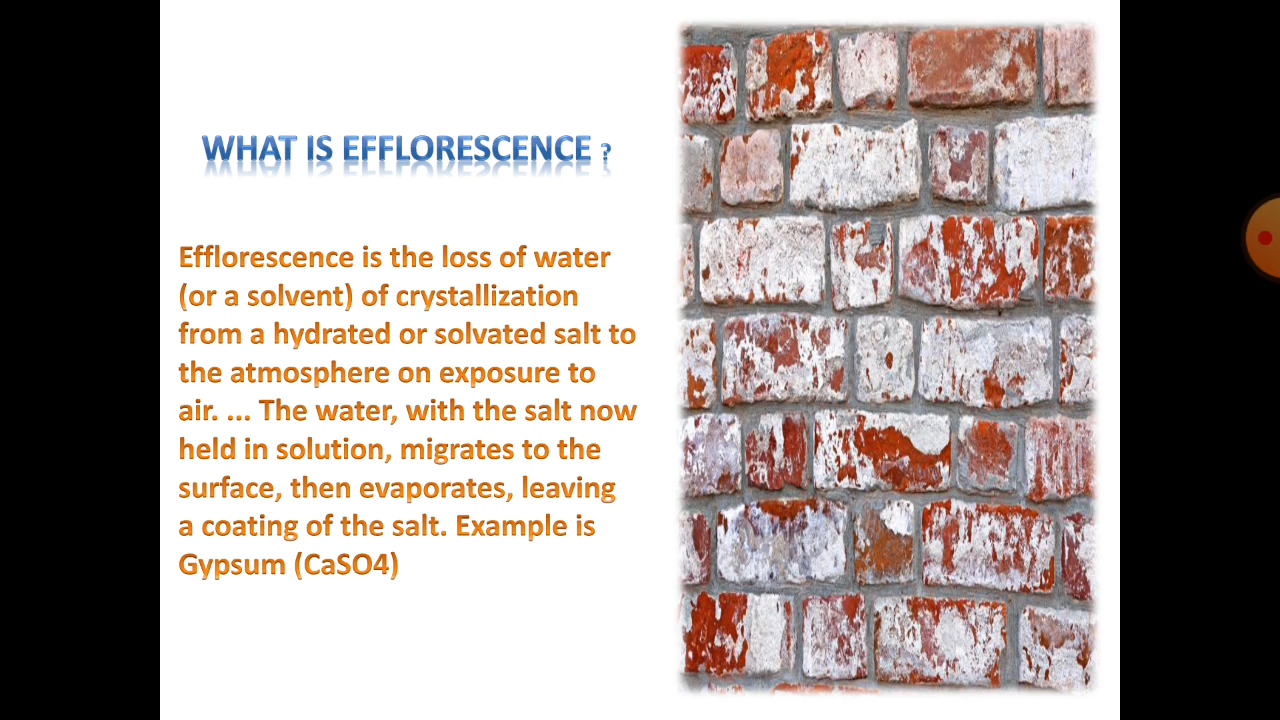 WHAT IS EFFLORESCENCE ?
Efflorescence is the loss of water
(or a solvent) of crystallization
from a hydrated or solvated salt to
the atmosphere on exposure to
air. ... The water, with the salt now
held in solution, migrates to the
surface, then evaporates, leaving
a coating of the salt. Example is
Gypsum (CaSO4)